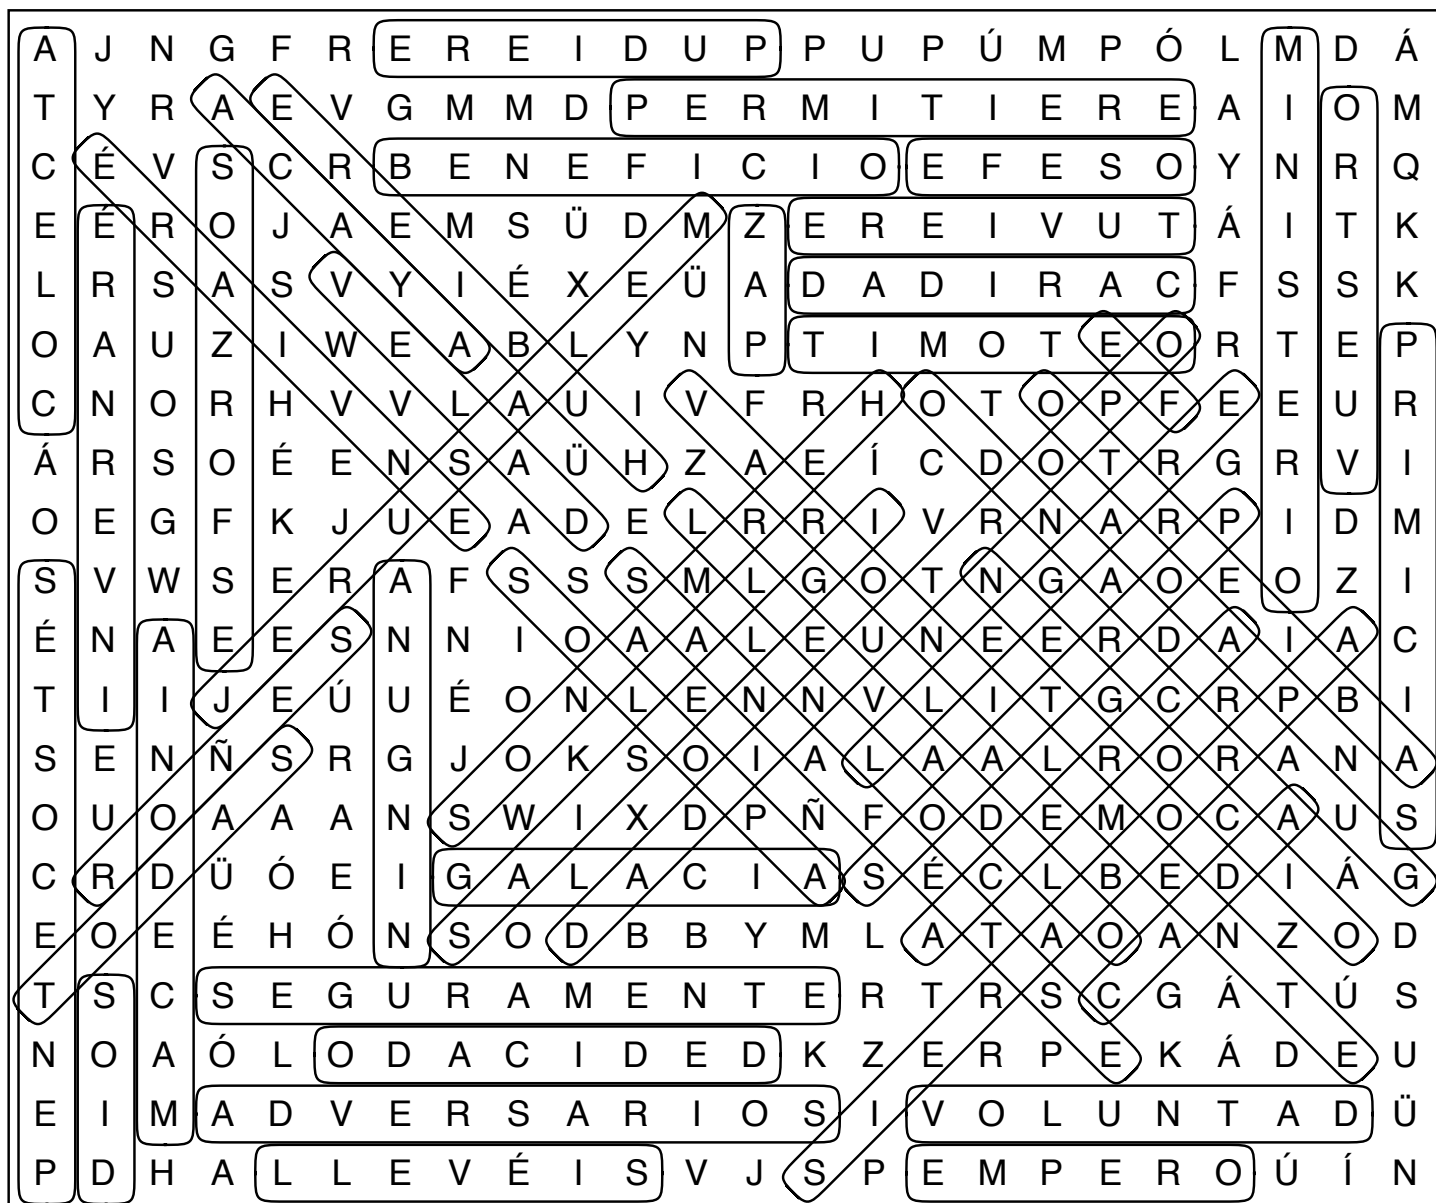 A J N G F R E R E I D U P P U P Ú M P Ó L M D Á
T Y R A E V G M M D P E R M I T I E R E A I O M
C É V S C R B E N E F I C I O E F E S O Y N R Q
E É R O J A E M S Ü D M Z E R E I V U T Á I T K
L R S A S V Y I É X E Ü A D A D I R A C F S S K
O A U Z I W E A B L Y N P T I M O T E O R T E P
C N O R H V V L A U I V F R H O T O P F E E U R
Á R S O É E N S A Ü H Z A E Í C D O T R G R V I
O E G F K J U E A D E L R R I V R N A R P I D M
S V W S E R A F S S S M L G O T N G A O E O Z I
É N A E E S N N I O A A L E U N E E R D A I A C
T I I J E Ú U É O N L E N N V L I T G C R P B I
S E N Ñ S R G J O K S O I A L A A L R O R A N A
O U O A A A N S W I X D P Ñ F O D E M O C A U S
C R D Ü Ó E I G A L A C I A S É C L B E D I Á G
E O E É H Ó N S O D B B Y M L A T A O A N Z O D
T S C S E G U R A M E N T E R T R S C G Á T Ú S
N O A Ó L O D A C I D E D K Z E R P E K Á D E U
E I M A D V E R S A R I O S I V O L U N T A D Ü
P D H A L L E V É I S V J S P E M P E R O Ú Í N